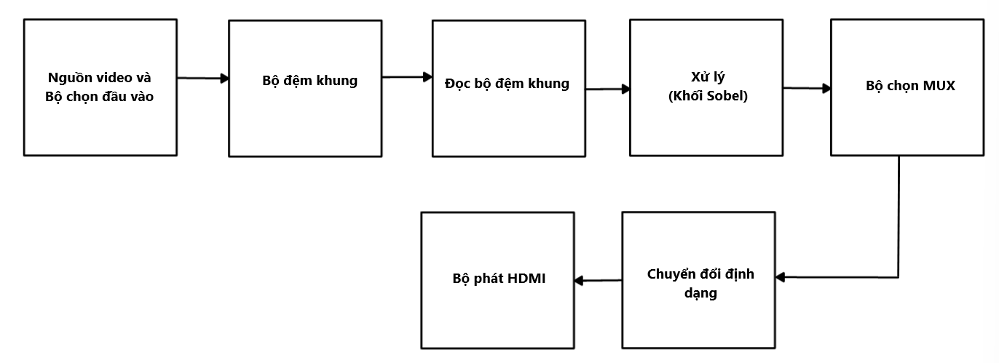 Nguồn video và
Bộ chọn đầu vào
Bộ đệm khung
Đọc bộ đệm khung
Xử lý
(Khối Sobel)
Bộ chọn MUX
Bộ phát HDMI
Chuyển đổi định
dạng